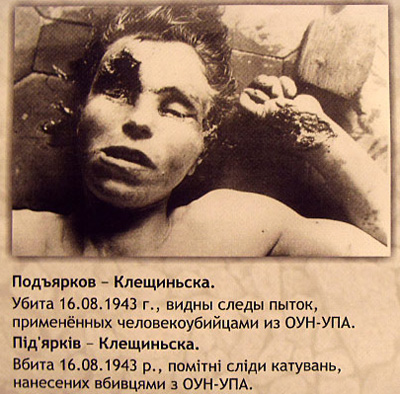 Подъярков – Клещиньска.
Убита 16.08.1943 г., видны следы пыток,
применённых человекоубийцами из ОУН-УПА.
Під'ярків – Клещиньска.
Вбита 16.08.1943 р., помітні сліди катувань,
нанесених вбивцями з ОУН-УПА.